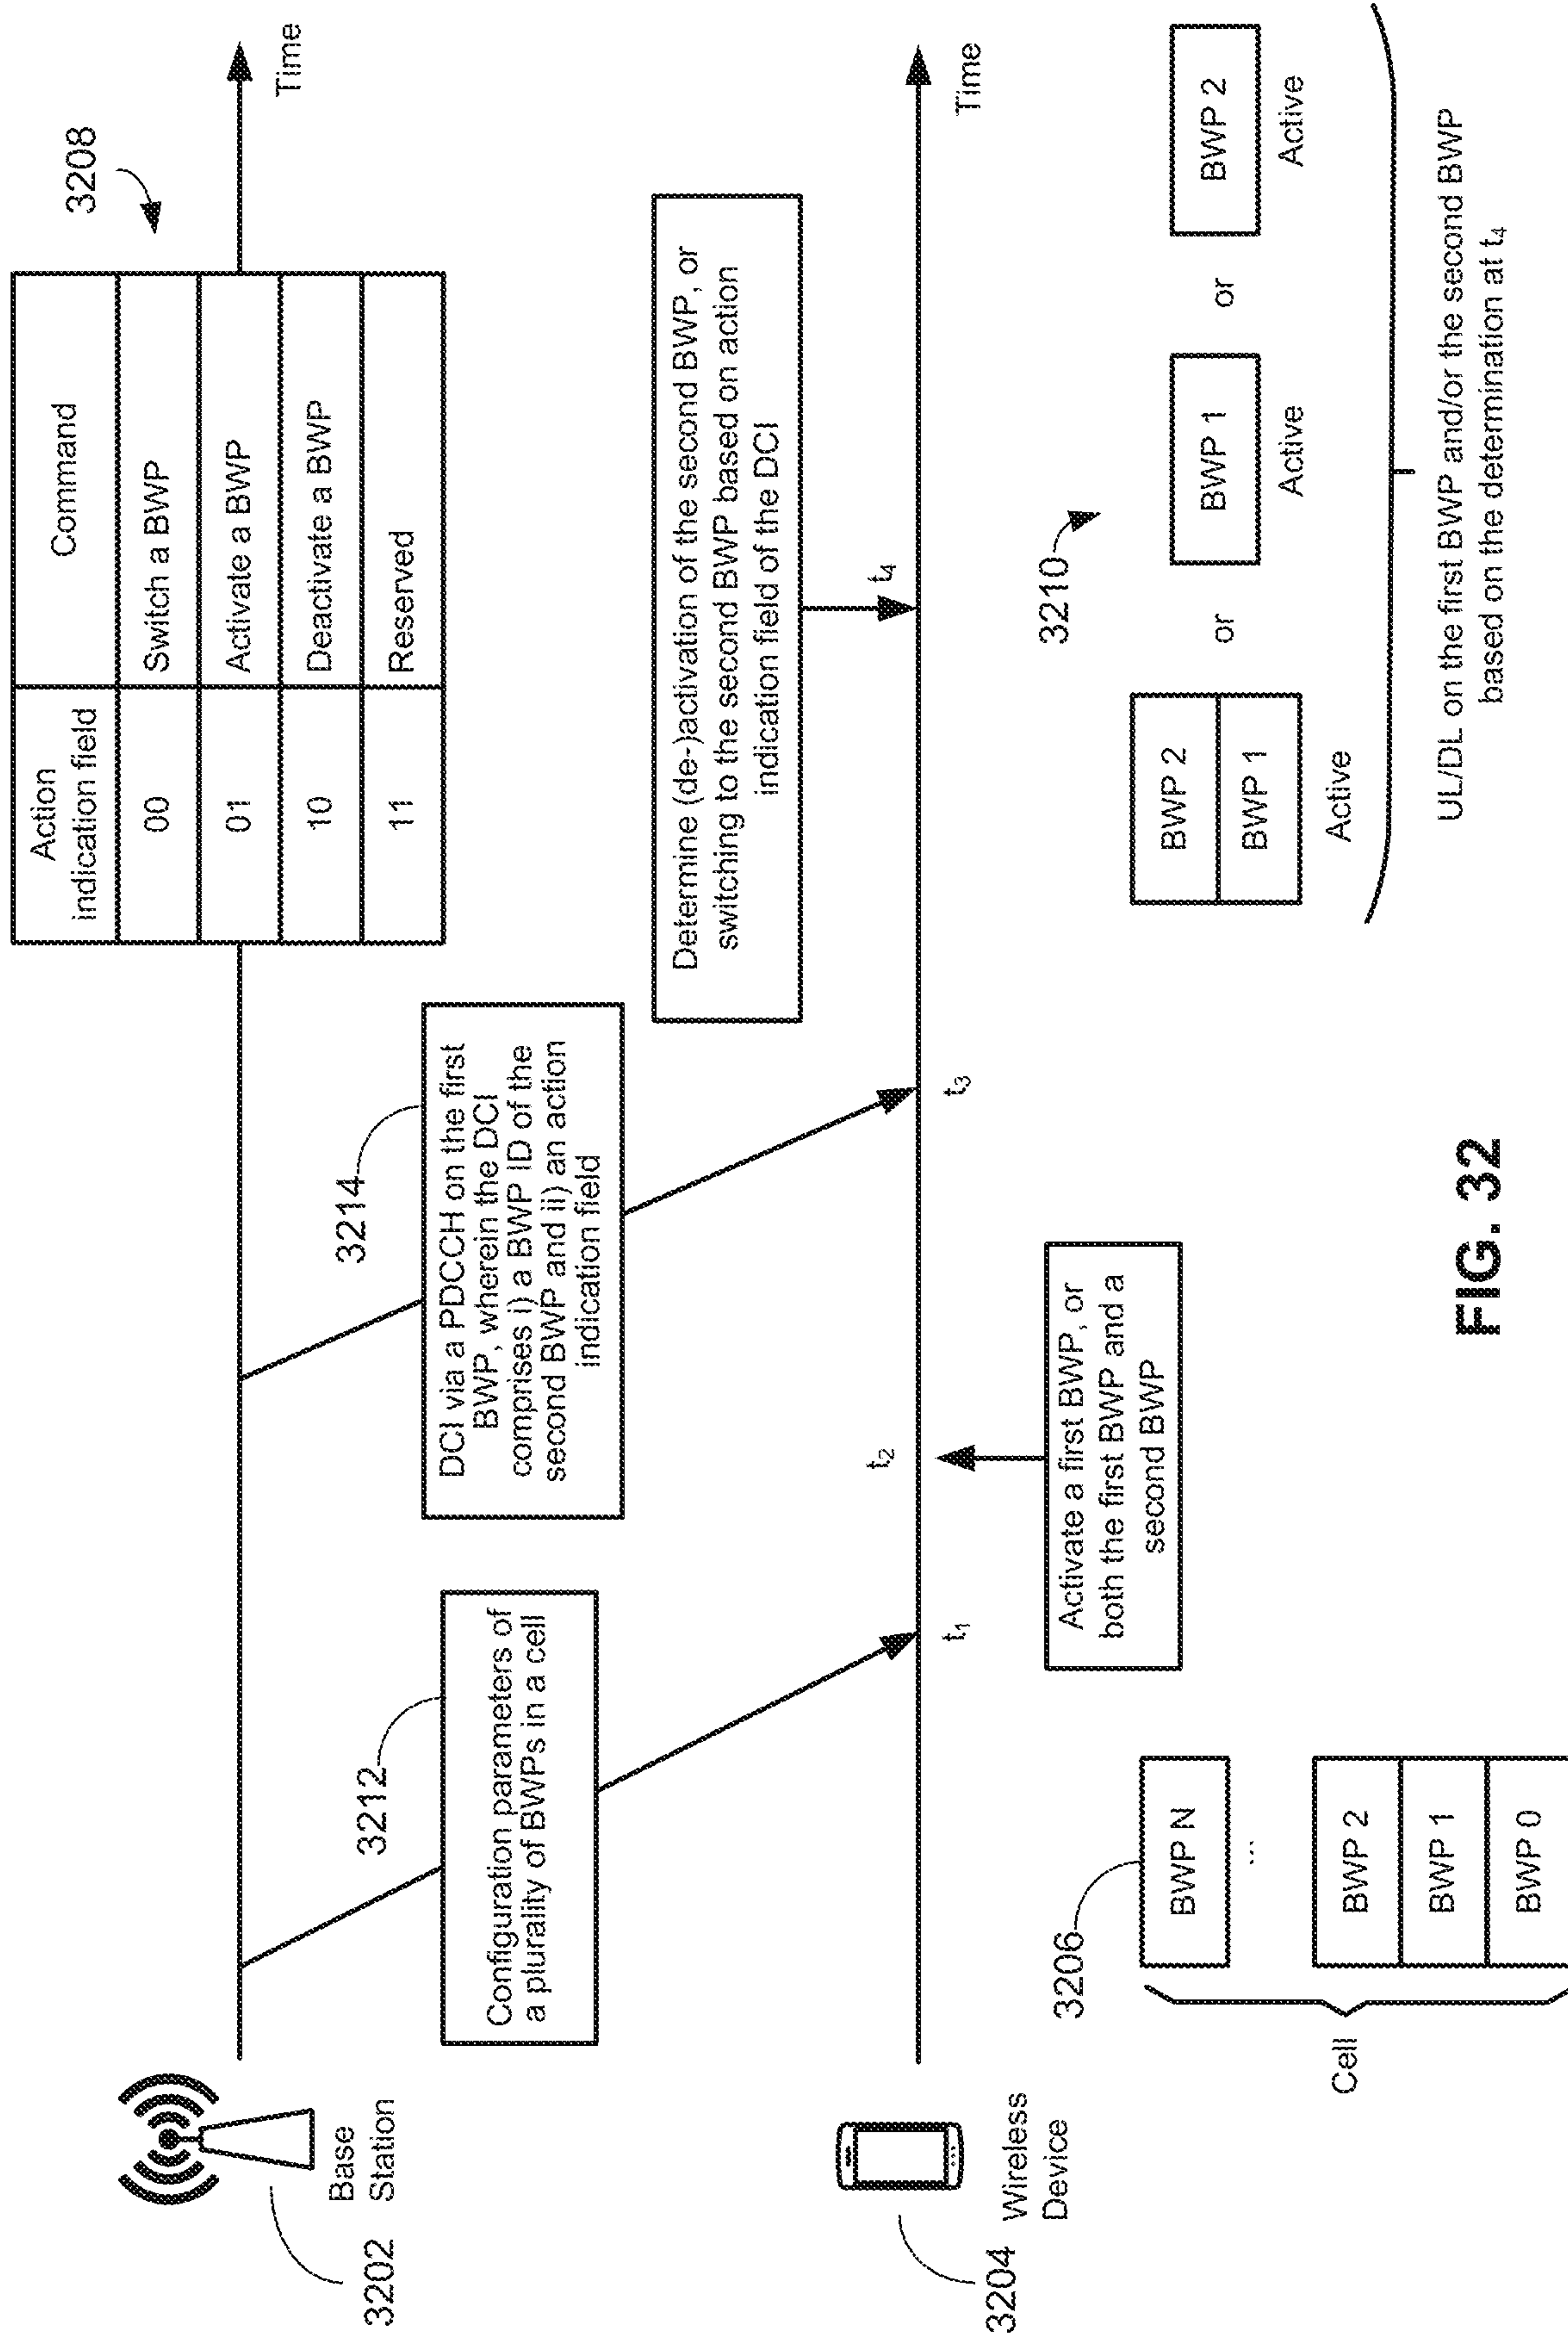 3202
Base
Station
3204
Wireless
Device
3212
Configuration parameters of
a plurality of BWPs in a cell
3214
DCI via a PDCCH on the first
BWP, wherein the DCI
comprises i) a BWP ID of the
second BWP and ii) an action
indication field
3208
Action
indication field
Command
00
Switch a BWP
01
Activate a BWP
10
Deactivate a BWP
11
Reserved
Time
Determine (de-)activation of the second BWP, or
switching to the second BWP based on action
indication field of the DCI
t1
t2
t3
t4
Time
Activate a first BWP, or
both the first BWP and a
second BWP
3206
Cell
BWP N
...
BWP 2
BWP 1
BWP 0
3210
BWP 2
BWP 1
Active
or
BWP 1
Active
or
BWP 2
Active
UL/DL on the first BWP and/or the second BWP
based on the determination at t4
FIG. 32